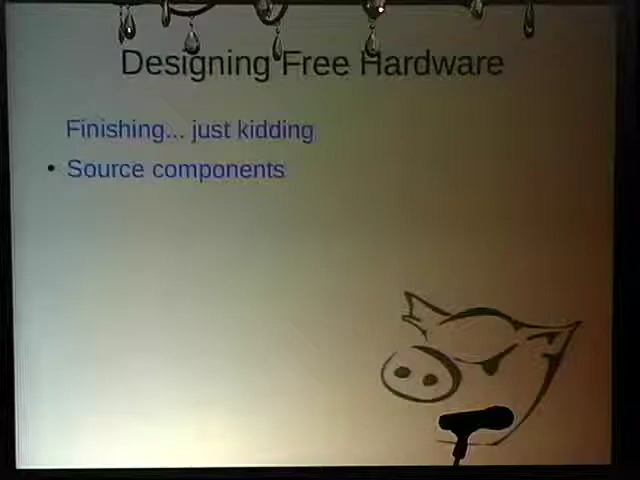 Designing Free Hardware
Finishing... just kidding
• Source components